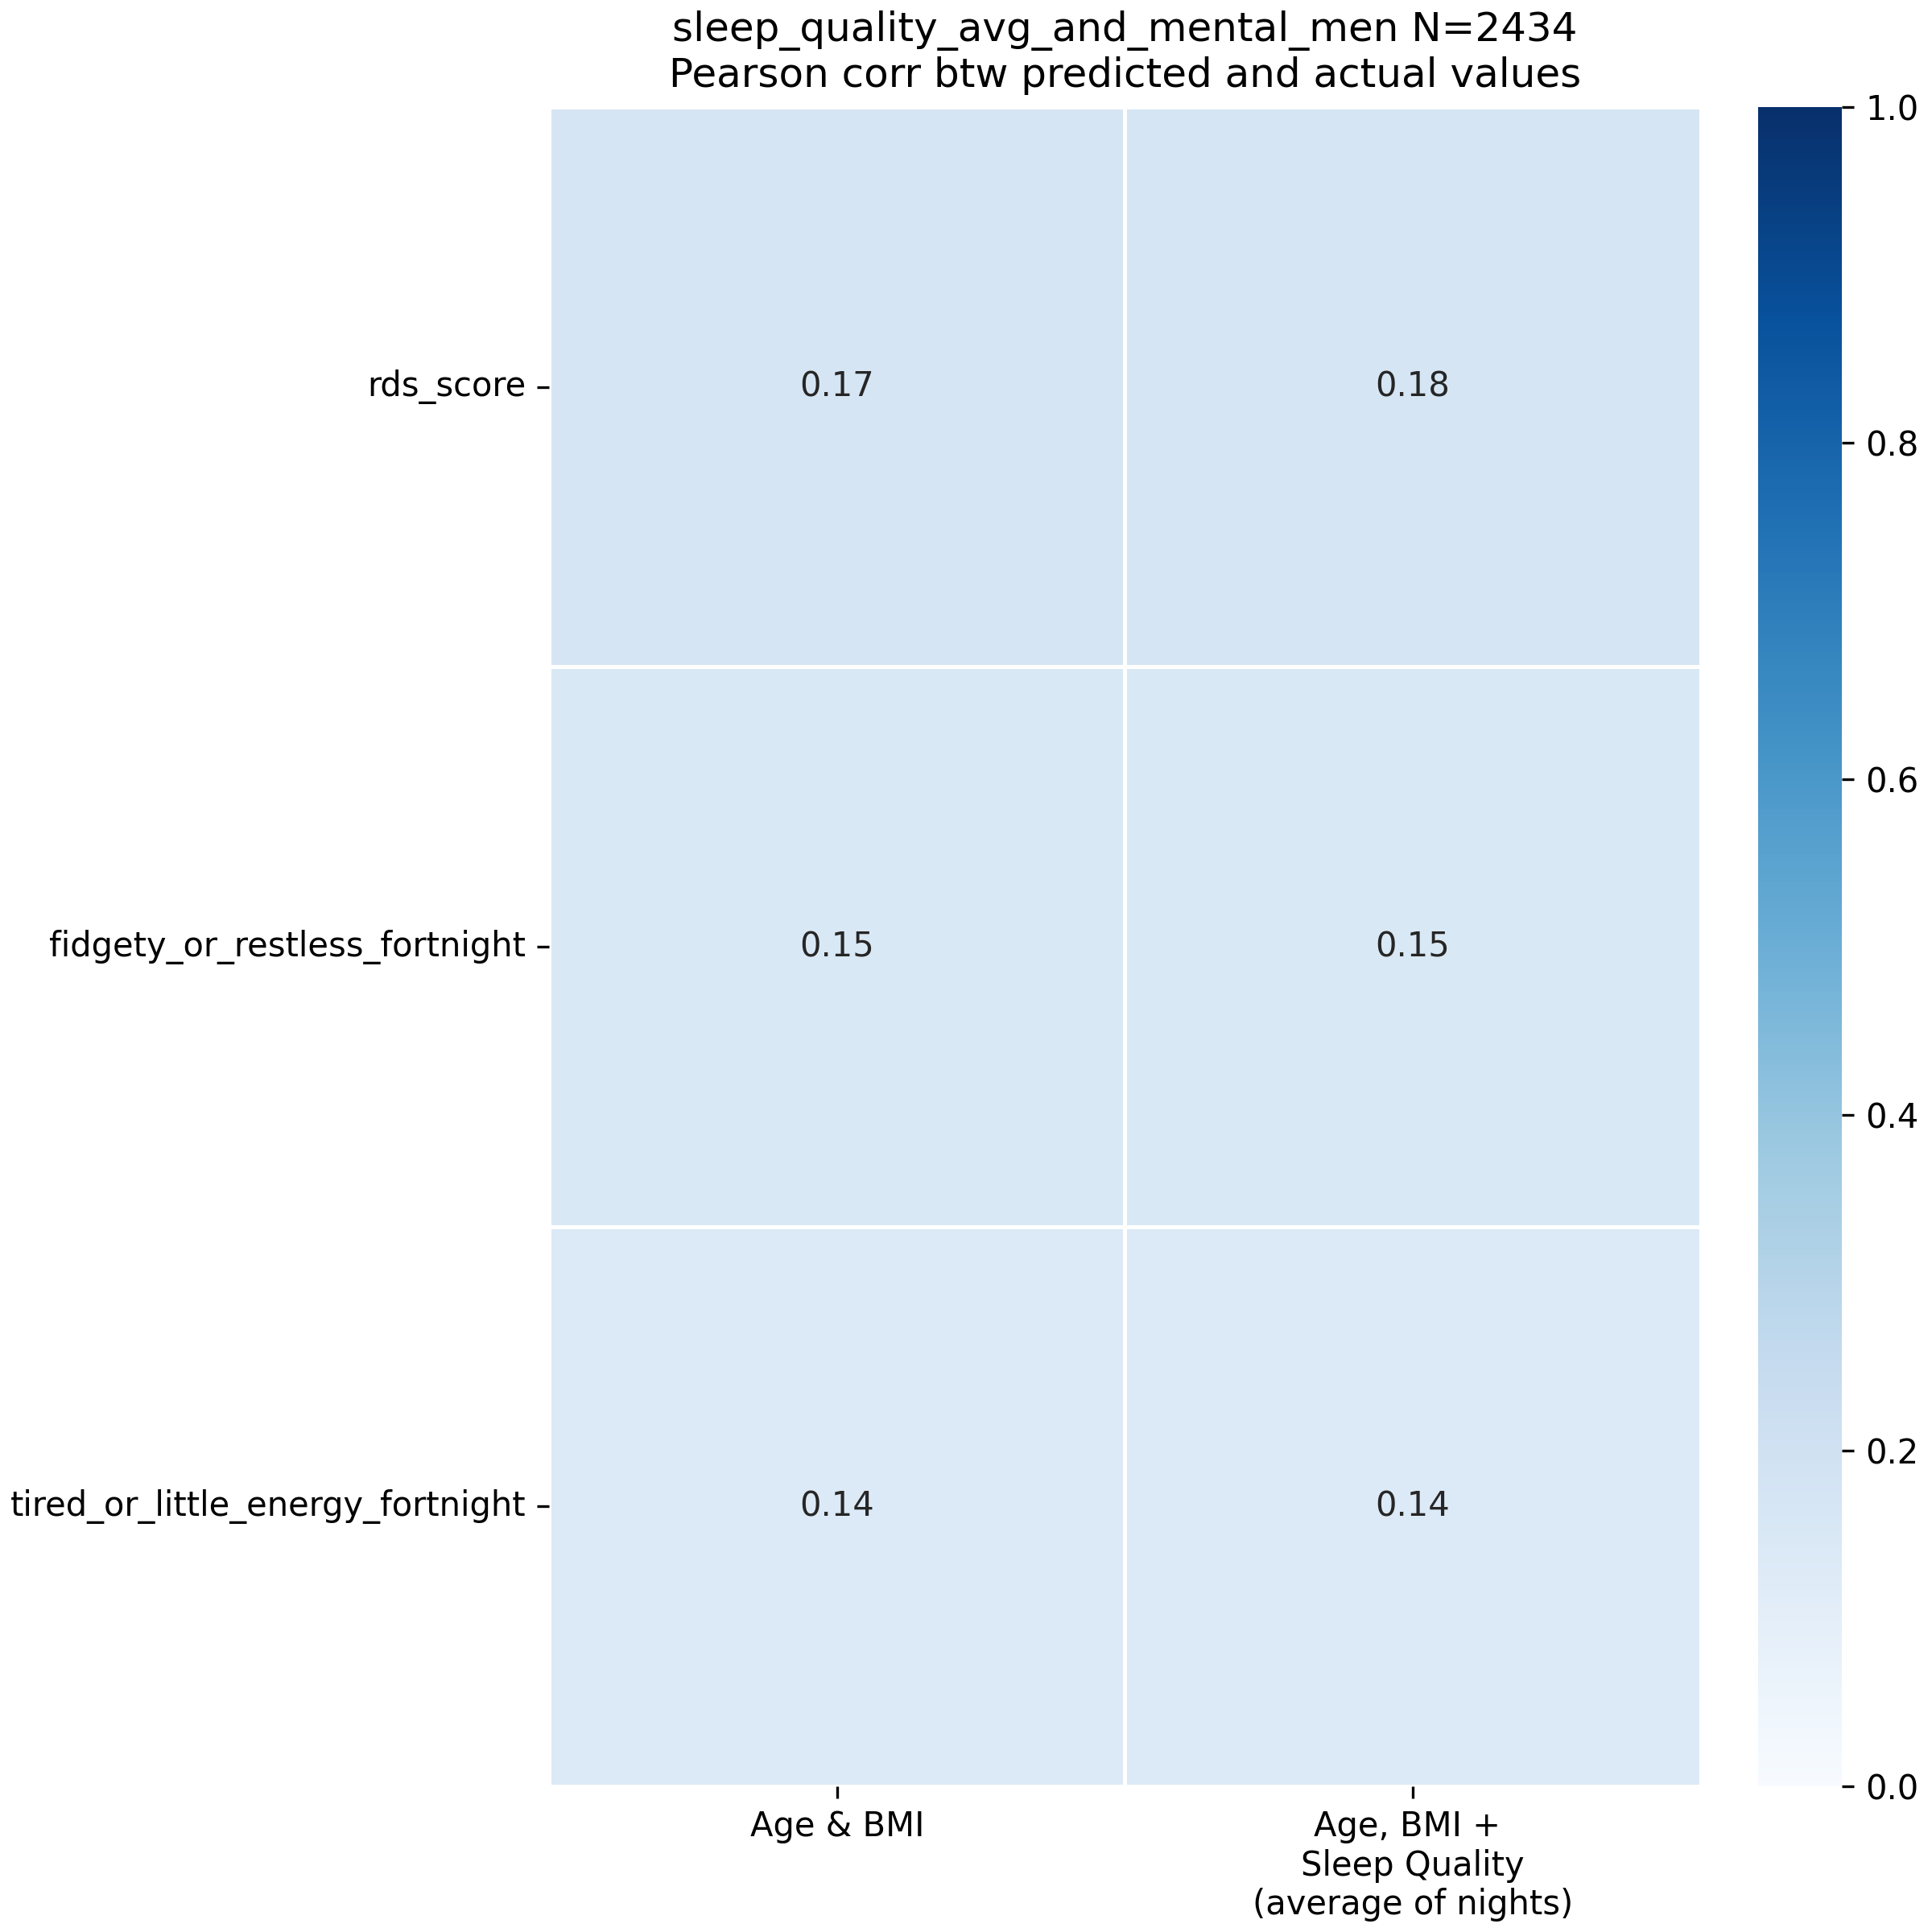 sleep_quality_avg_and_mental_men N=2434
Pearson corr btw predicted and actual values
rds_score
0.17
0.18
fidgety_or_restless_fortnight
0.15
0.15
tired_or_little_energy_fortnight
0.14
0.14
Age & BMI
Age, BMI +
Sleep Quality
(average of nights)
1.0
0.8
0.6
0.4
0.2
0.0